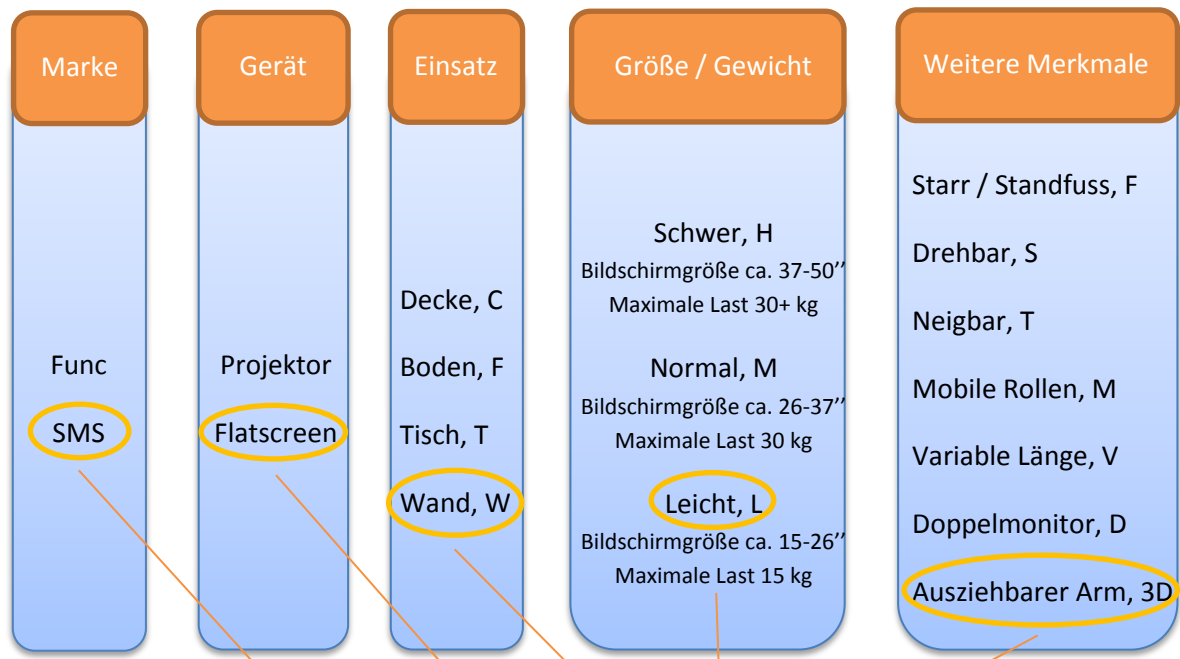 Marke
Func
SMS
Gerät
Projektor
Flatscreen
Einsatz
Decke, C
Boden, F
Tisch, T
Wand, W
Größe / Gewicht
Schwer, H
Bildschirmgröße ca. 37-50’’
Maximale Last 30+ kg
Normal, M
Bildschirmgröße ca. 26-37’’
Maximale Last 30 kg
Leicht, L
Bildschirmgröße ca. 15-26’’
Maximale Last 15 kg
Weitere Merkmale
Starr / Standfuss, F
Drehbar, S
Neigbar, T
Mobile Rollen, M
Variable Länge, V
Doppelmonitor, D
Ausziehbarer Arm, 3D